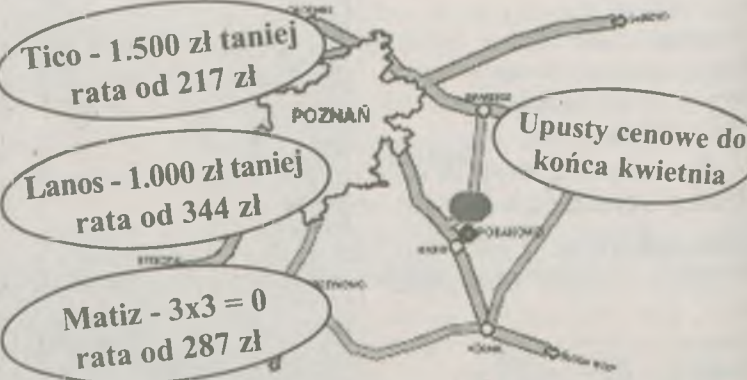 Tico - 1.500 zł taniej
rata od 217 zł
POZNAŃ
Upusty cenowe do
końca kwietnia
Lanos - 1.000 zł taniej
rata od 344 zł
Matiz - 3x3 = 0
rata od 287 zł